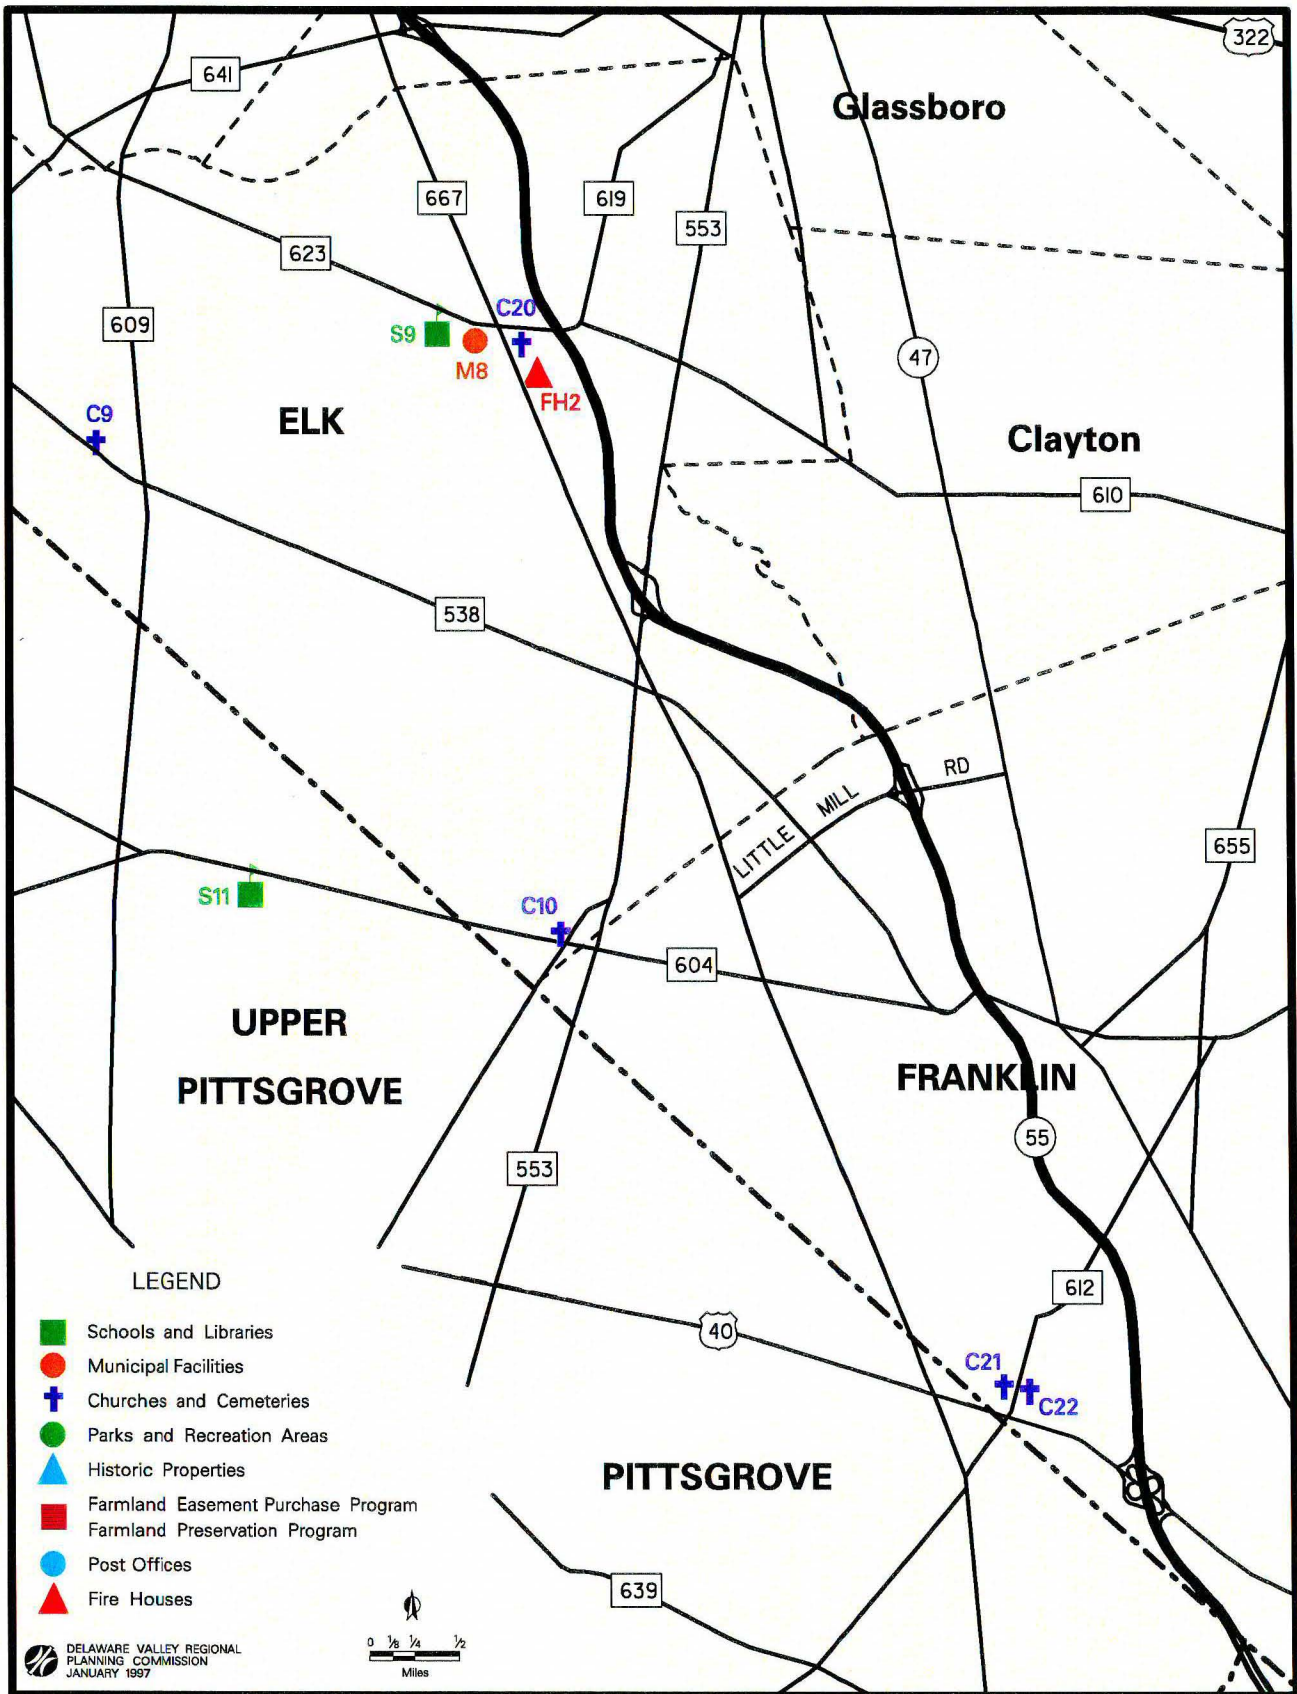 322
641
Glassboro
667
619
553
623
C20
609
S9
47
M8
FH2
C9
ELK
Clayton
610
538
LITTLE MILL RD
655
S11
C10
604
UPPER
PITTSGROVE
FRANKLIN
55
553
LEGEND
612
40
Schools and Libraries
C21
Municipal Facilities
C22
Churches and Cemeteries
Parks and Recreation Areas
Historic Properties
PITTSGROVE
Farmland Easement Purchase Program
Farmland Preservation Program
Post Offices
639
Fire Houses
0 1/8 1/4 1/2
Miles
DELAWARE VALLEY REGIONAL
PLANNING COMMISSION
JANUARY 1997